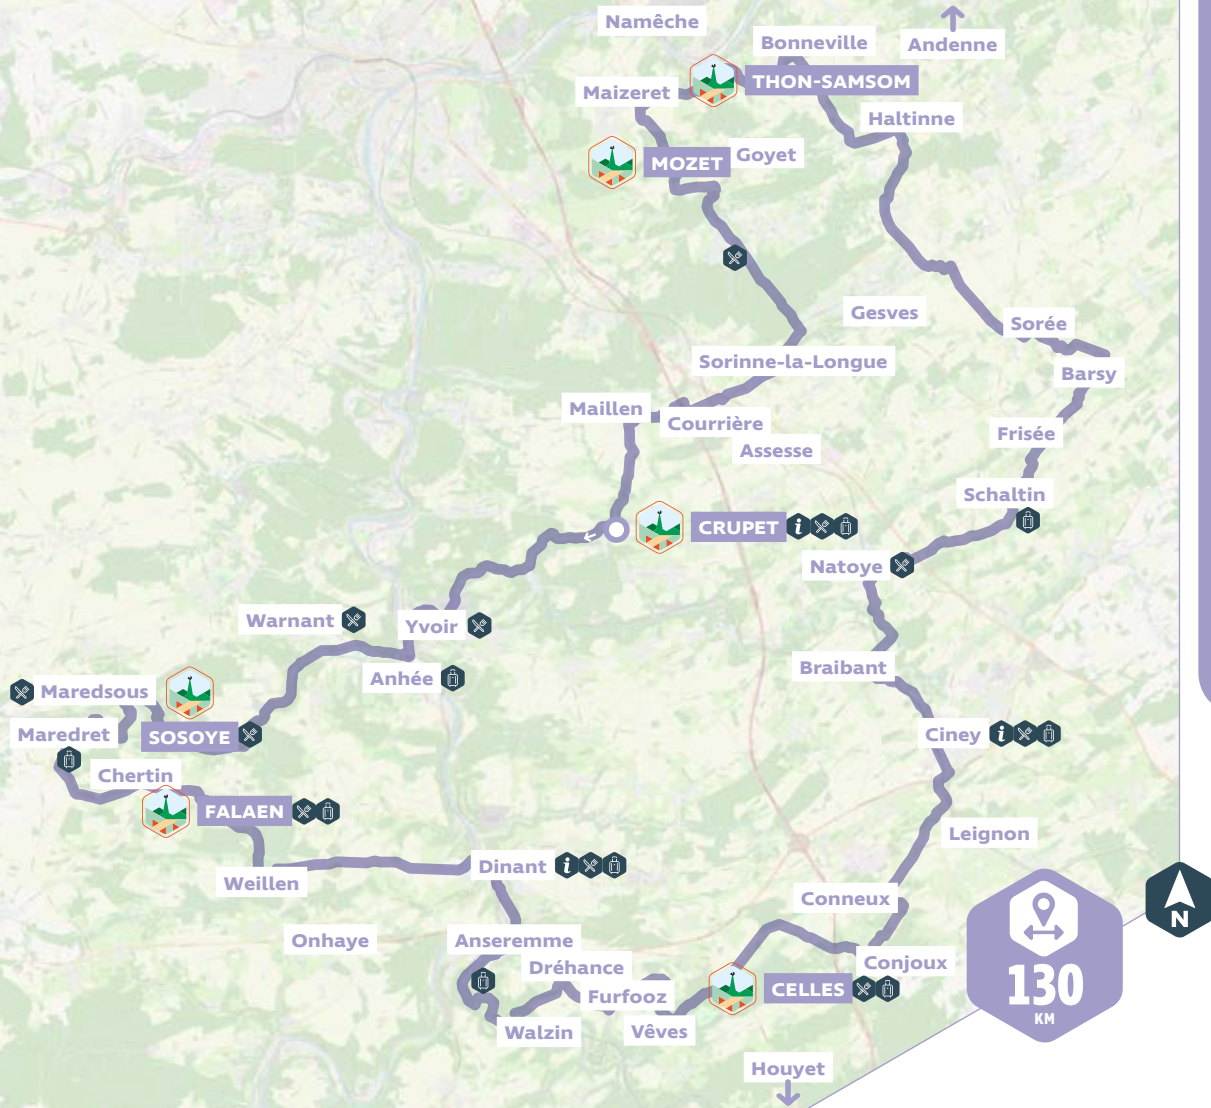 Namêche
Bonneville
Andenne
THON-SAMSOM
Maizeret
Haltinne
MOZET
Goyet
Gesves
Sorée
Sorinne-la-Longue
Barsy
Maillen
Courrière
Frisée
Assesse
Schaltin
CRUPET
i
Natoye
Warnant
Yvoir
Braibant
Anhée
Maredsous
Maredret
SOSOYE
Ciney
i
Chertin
FALAEN
Leignon
Dinant
i
Weillen
Conneux
N
Onhaye
Anseremme
Dréhance
Conjoux
CELLES
130
KM
Furfooz
Walzin
Vêves
Houyet